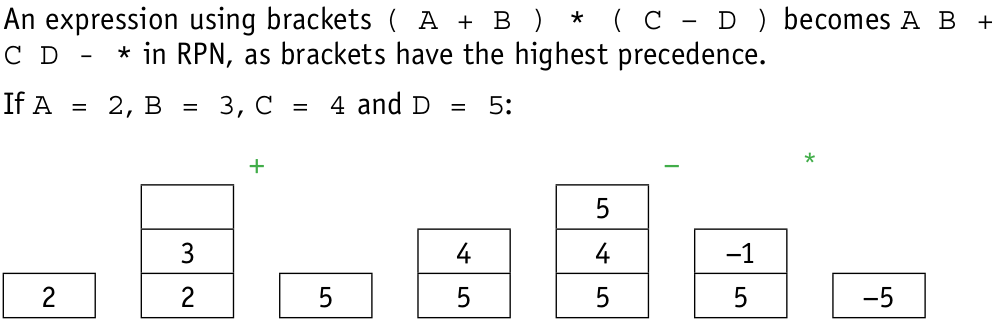 An expression using brackets ( A + B ) * ( C – D ) becomes A B +
C D - * in RPN, as brackets have the highest precedence.
If A = 2, B = 3, C = 4 and D = 5:
+ – *
5
3 4 4 –1
2 2 5 5 5 5 –5